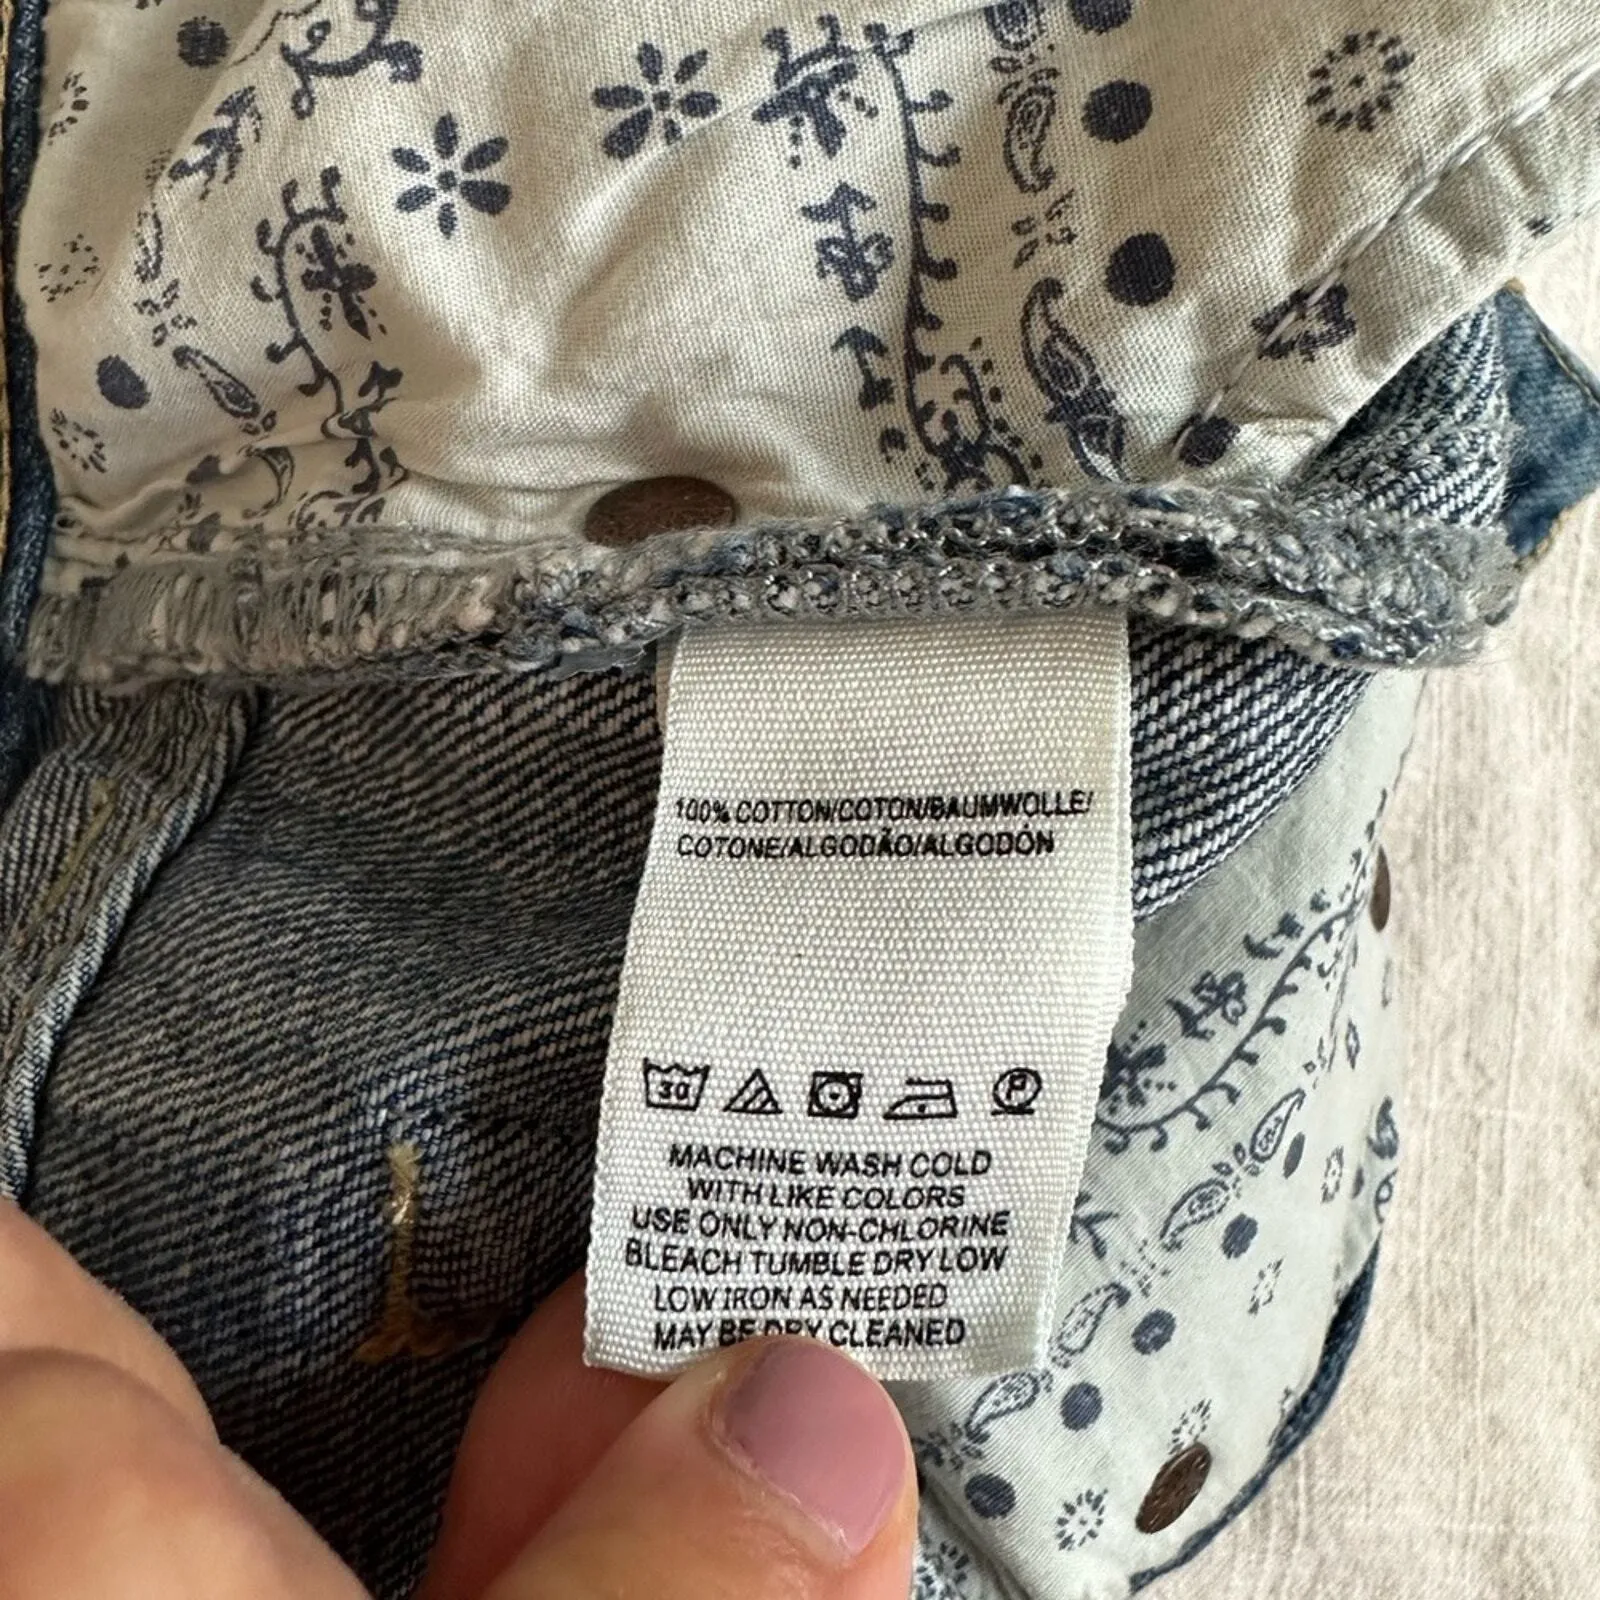 100% COTTON/COTON/BAUMWOLLE/
COTONE/ALGODÃO/ALGODÓN
30 P
MACHINE WASH COLD
WITH LIKE COLORS
USE ONLY NON-CHLORINE
BLEACH TUMBLE DRY LOW
LOW IRON AS NEEDED
MAY BE DRY CLEANED